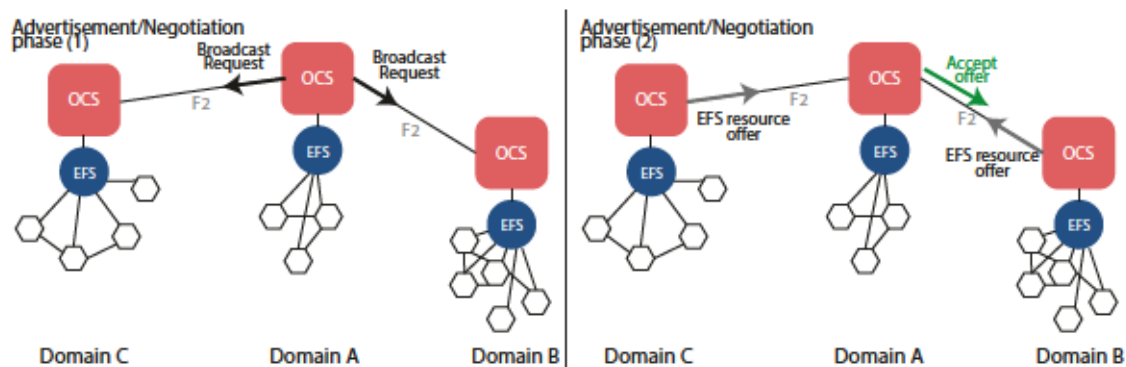 Advertisement/Negotiation
phase (1)
Broadcast
Request
Broadcast
Request
OCS
OCS
F2
F2
OCS
EFS
EFS
EFS
Domain C
Domain A
Domain B
Advertisement/Negotiation
phase (2)
Accept
offer
OCS
OCS
F2
F2
EFS resource
offer
EFS resource
offer
OCS
EFS
EFS
EFS
Domain C
Domain A
Domain B